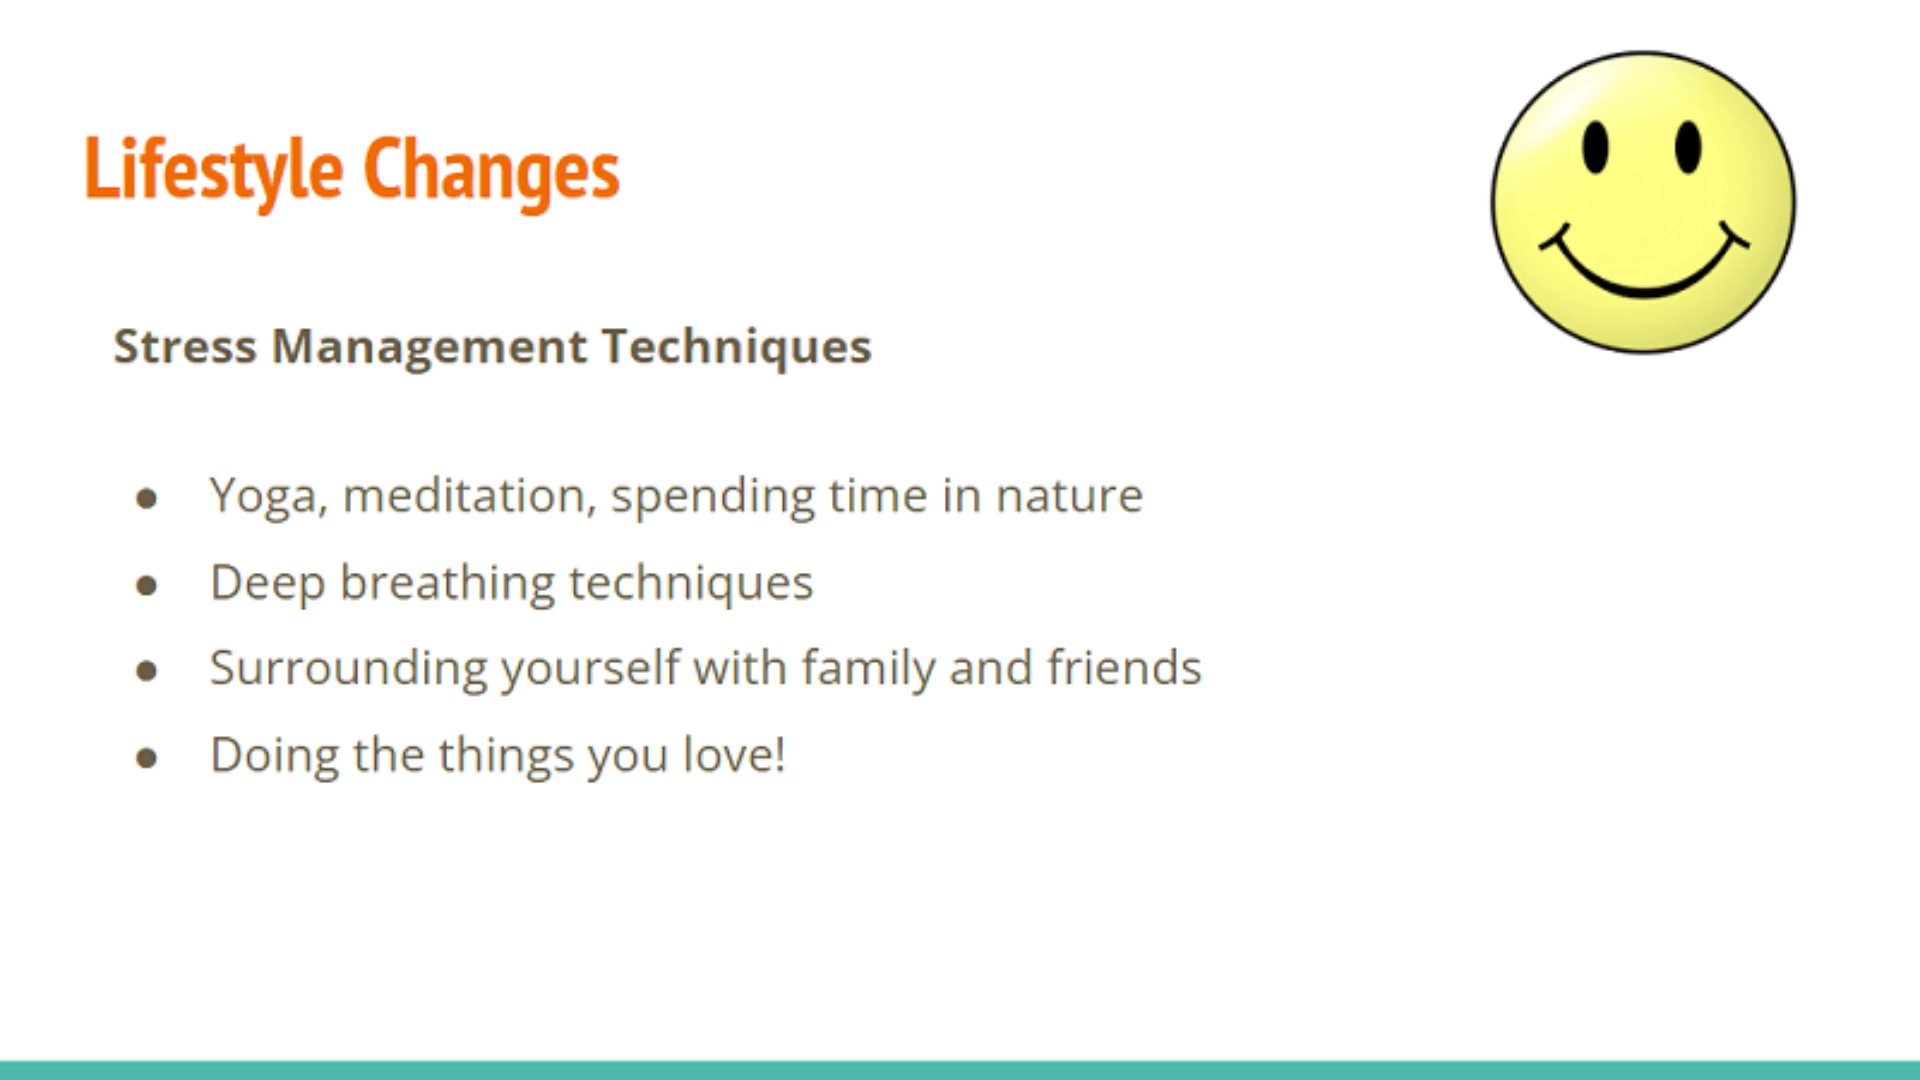 Lifestyle Changes
Stress Management Techniques
● Yoga, meditation, spending time in nature
● Deep breathing techniques
● Surrounding yourself with family and friends
● Doing the things you love!